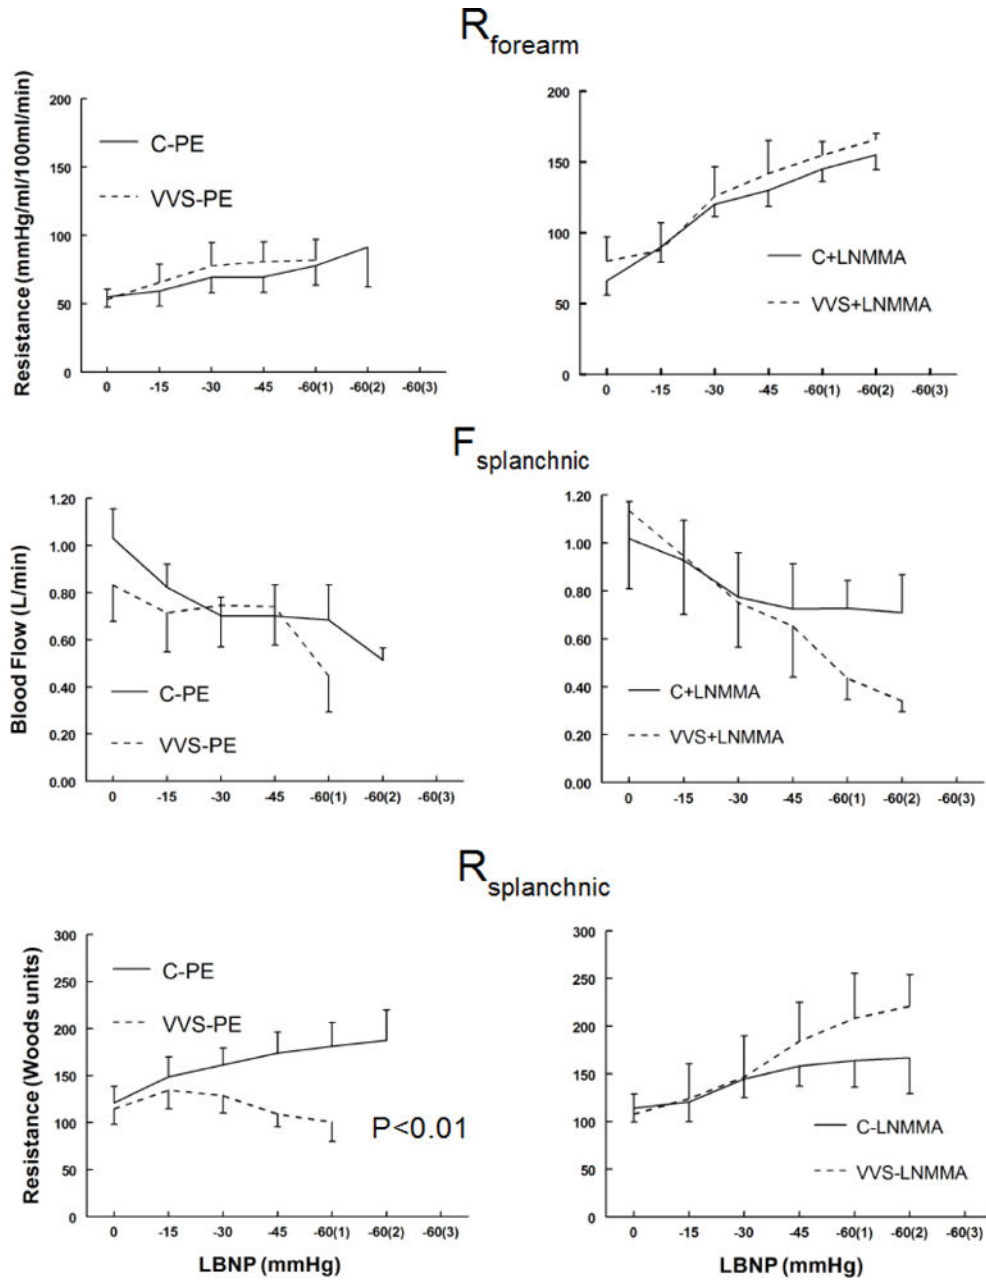 R forearm
Resistance (mmHg/ml/100ml/min)
200
150
100
50
0
C-PE
VVS-PE
0 -15 -30 -45 -60(1) -60(2) -60(3)
200
150
100
50
0
C+LNMMA
VVS+LNMMA
0 -15 -30 -45 -60(1) -60(2) -60(3)
F splanchnic
Blood Flow (L/min)
1.20
1.00
0.80
0.60
0.40
0.20
0.00
C-PE
VVS-PE
0 -15 -30 -45 -60(1) -60(2) -60(3)
1.20
1.00
0.80
0.60
0.40
0.20
0.00
C+LNMMA
VVS+LNMMA
0 -15 -30 -45 -60(1) -60(2) -60(3)
R splanchnic
Resistance (Woods units)
300
250
200
150
100
50
0
C-PE
VVS-PE
P<0.01
0 -15 -30 -45 -60(1) -60(2) -60(3)
LBNP (mmHg)
300
250
200
150
100
50
0
C-LNMMA
VVS-LNMMA
0 -15 -30 -45 -60(1) -60(2) -60(3)
LBNP (mmHg)